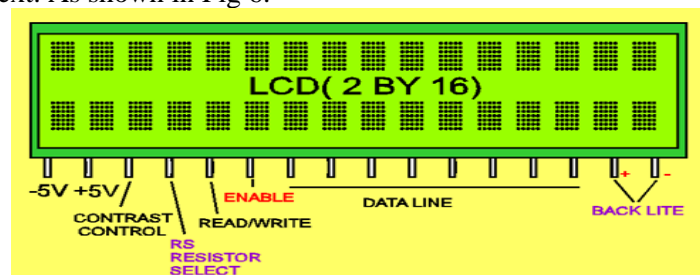 ext. As shown in Fig 6.
LCD( 2 BY 16)
-5V +5V
CONTRAST
CONTROL
RS
RESISTOR
SELECT
READ/WRITE
ENABLE
DATA LINE
+ -
BACK LITE